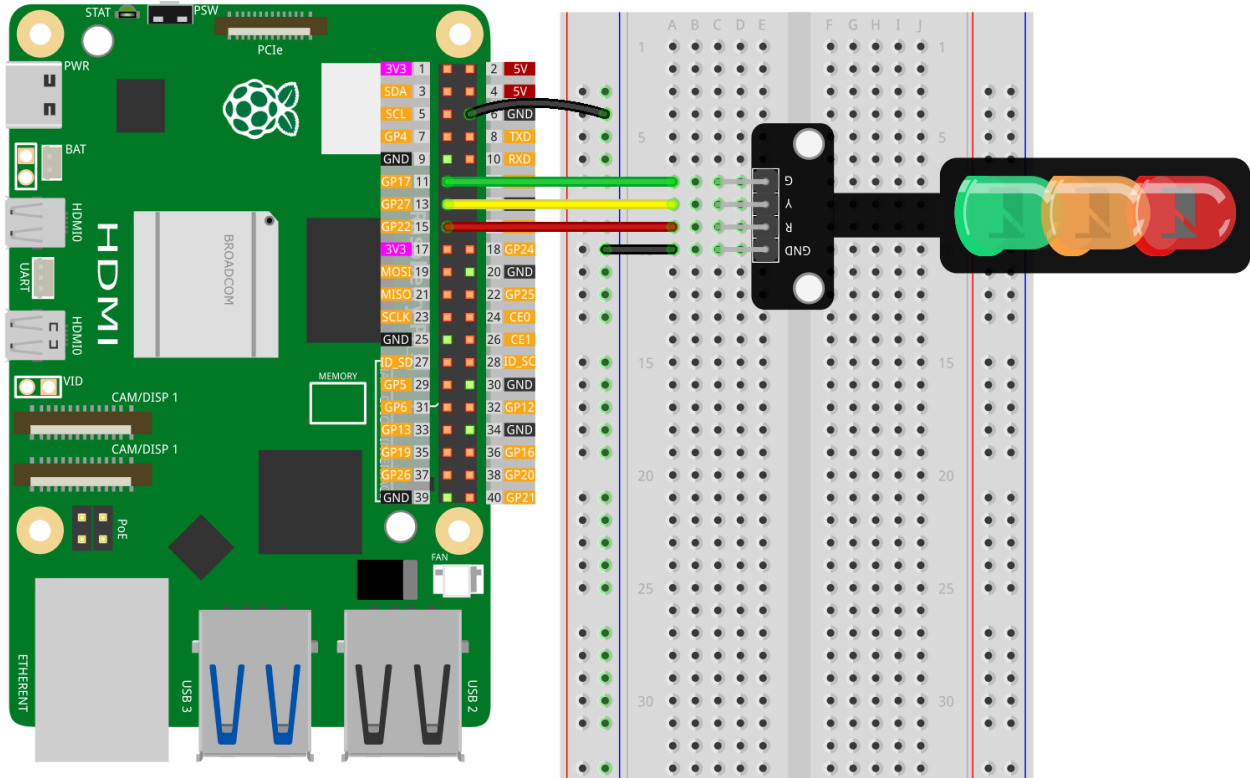 STAT
PSW
PCIe
PWR
BAT
HDMI0
UART
HDMI0
HDMI
BROADCOM
VID
CAM/DISP 1
CAM/DISP 1
MEMORY
PoE
FAN
ETHERENT
USB 3
USB 2
3V3 1 2 5V
SDA 3 4 5V
SCL 5 6 GND
GP4 7 8 TXD
GND 9 10 RXD
GP17 11
GP27 13
GP22 15
3V3 17 18 GP24
MOSI 19 20 GND
MISO 21 22 GP25
SCLK 23 24 CE0
GND 25 26 CE1
ID_SD 27 28 ID_SC
GP5 29 30 GND
GP6 31 32 GP12
GP13 33 34 GND
GP19 35 36 GP16
GP26 37 38 GP20
GND 39 40 GP21
A B C D E F G H I J
1 1
5
15 15
20 20
25 25
30 30
G
Y
R
GND